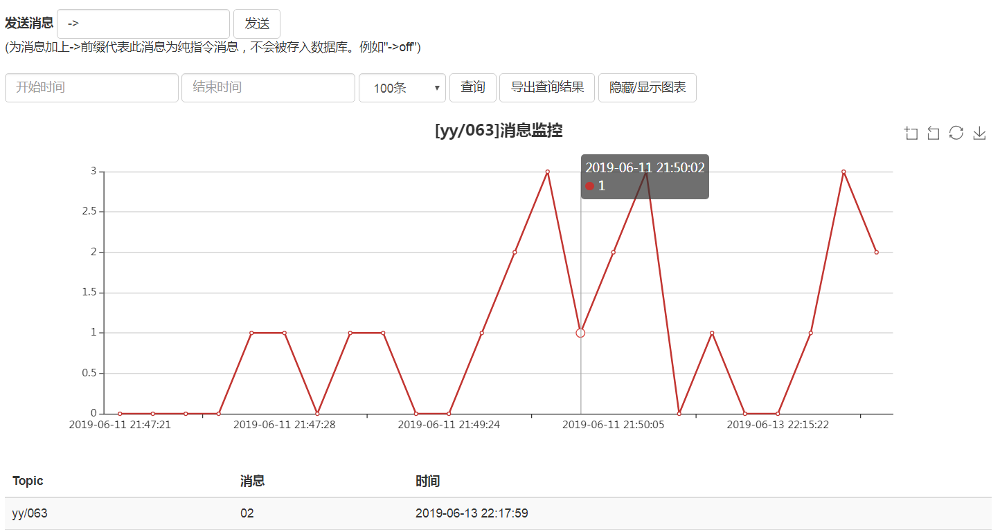 发送消息 -> 发送
(为消息加上->前缀代表此消息为纯指令消息，不会被存入数据库。例如"->off")
开始时间 结束时间 100条 查询 导出查询结果 隐藏/显示图表
[yy/063]消息监控
2019-06-11 21:50:02
1
3
2.5
2
1.5
1
0.5
0
2019-06-11 21:47:21 2019-06-11 21:47:28 2019-06-11 21:49:24 2019-06-11 21:50:05 2019-06-13 22:15:22
Topic 消息 时间
yy/063 02 2019-06-13 22:17:59